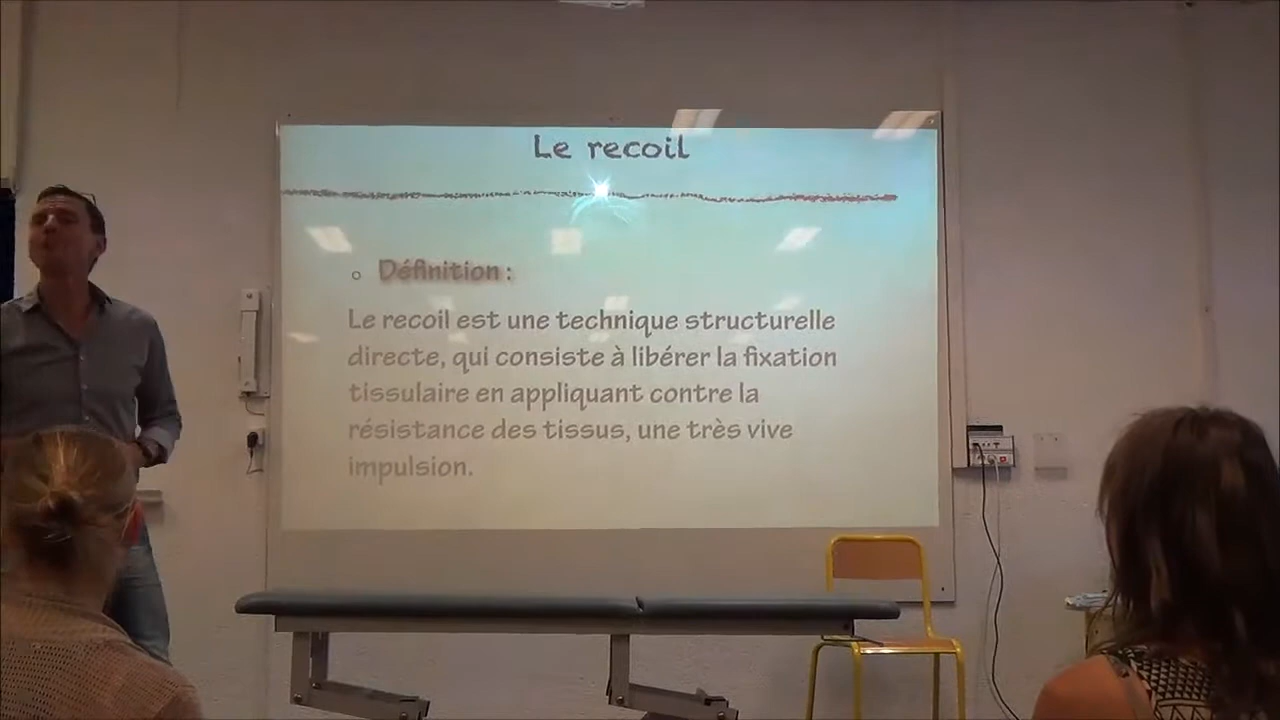 Le recoil
Définition :
Le recoil est une technique structurelle
directe, qui consiste à libérer la fixation
tissulaire en appliquant contre la
résistance des tissus, une très vive
impulsion.